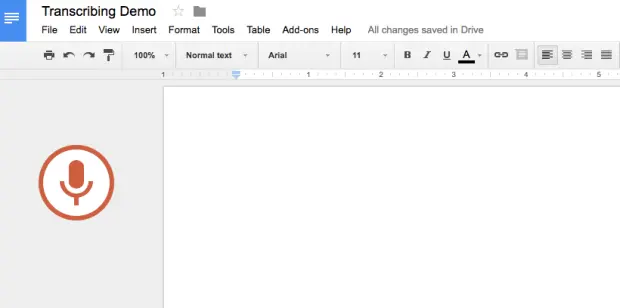 Transcribing Demo
File Edit View Insert Format Tools Table Add-ons Help All changes saved in Drive
100% Normal text Arial 11 B I U A
1 1 2 3 4 5